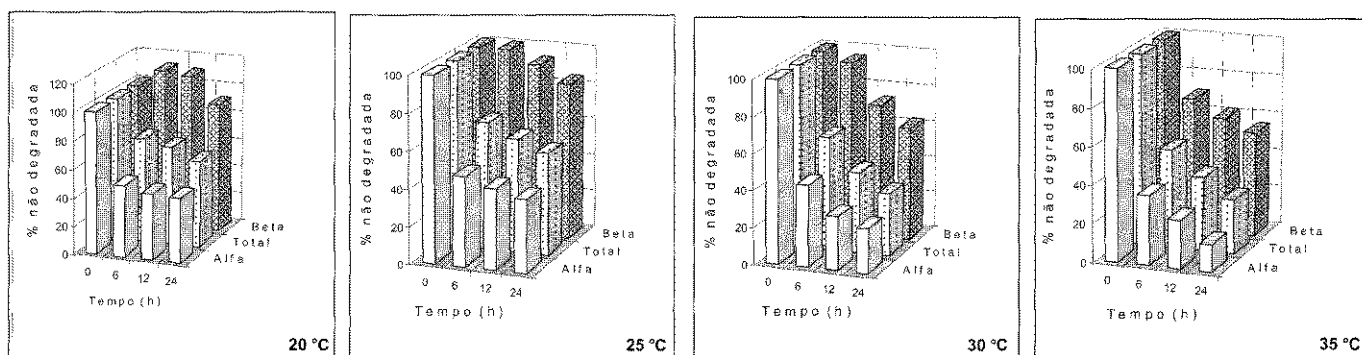 % não degradada
120
100
80
60
40
20
0
0 6 12 24
Tempo (h)
Alfa
Total
Beta
20 °C
% não degradada
100
80
60
40
20
0
0 6 12 24
Tempo (h)
Alfa
Total
Beta
25 °C
% não degradada
100
80
60
40
20
0
0 6 12 24
Tempo (h)
Alfa
Total
Beta
30 °C
% não degradada
100
80
60
40
20
0
0 6 12 24
Tempo (h)
Alfa
Total
Beta
35 °C